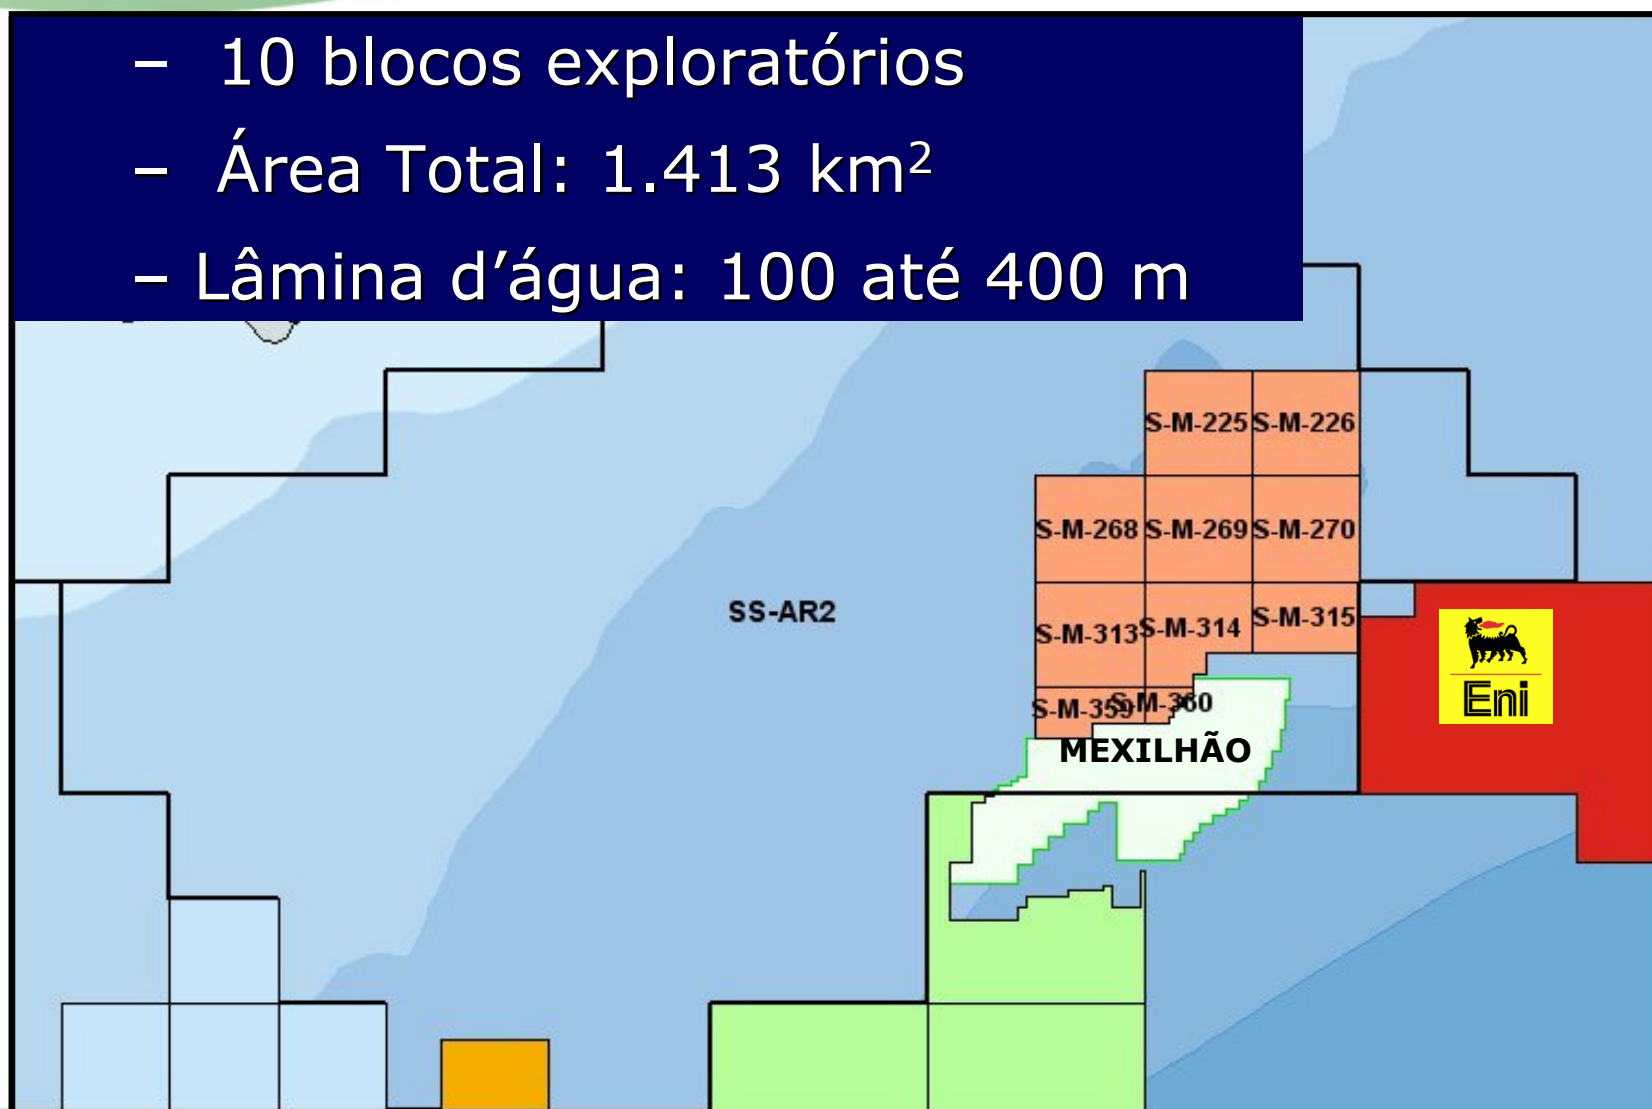 – 10 blocos exploratórios
– Área Total: 1.413 km²
– Lâmina d’água: 100 até 400 m
S-M-225 S-M-226
S-M-268 S-M-269 S-M-270
SS-AR2
S-M-313 S-M-314 S-M-315
Eni
S-M-359 S-M-360
MEXILHÃO